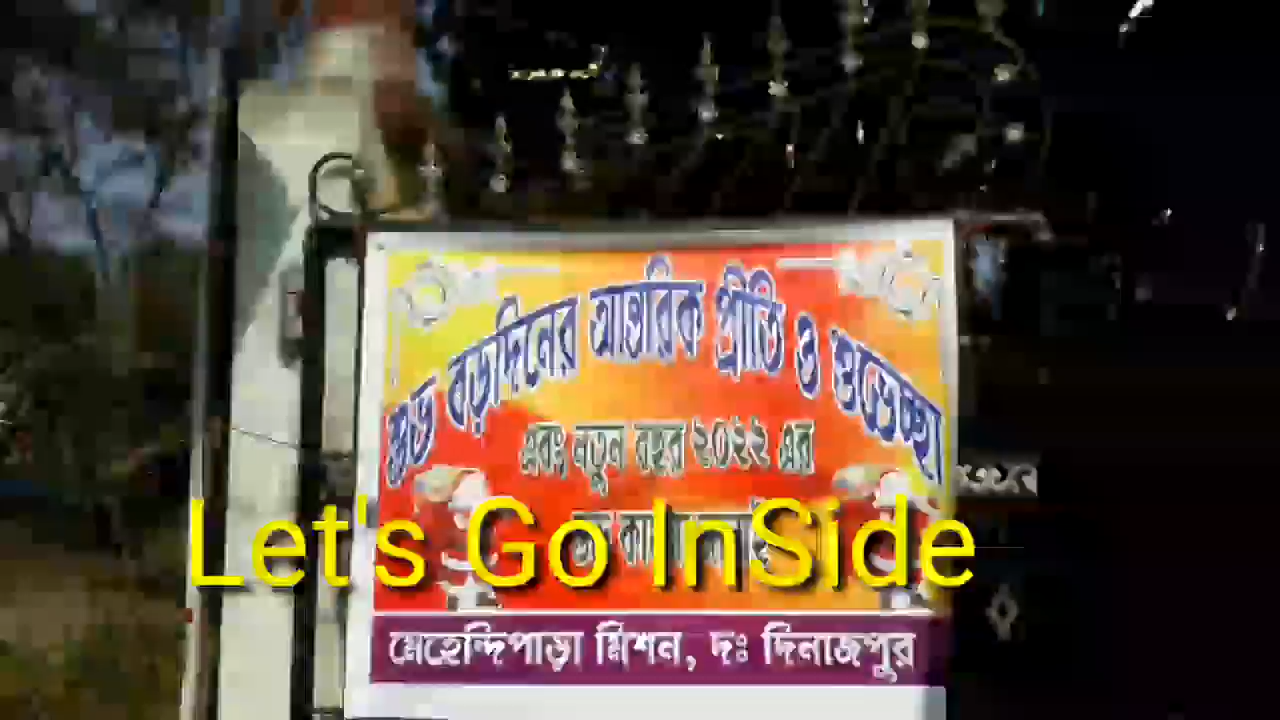 শুভ বড়দিনের আন্তরিক প্রীতি ও শুভেচ্ছা
এবং নতুন বছর ২০২২ এর
Let's Go InSide
মেহেন্দিপাড়া মিশন, দঃ দিনাজপুর